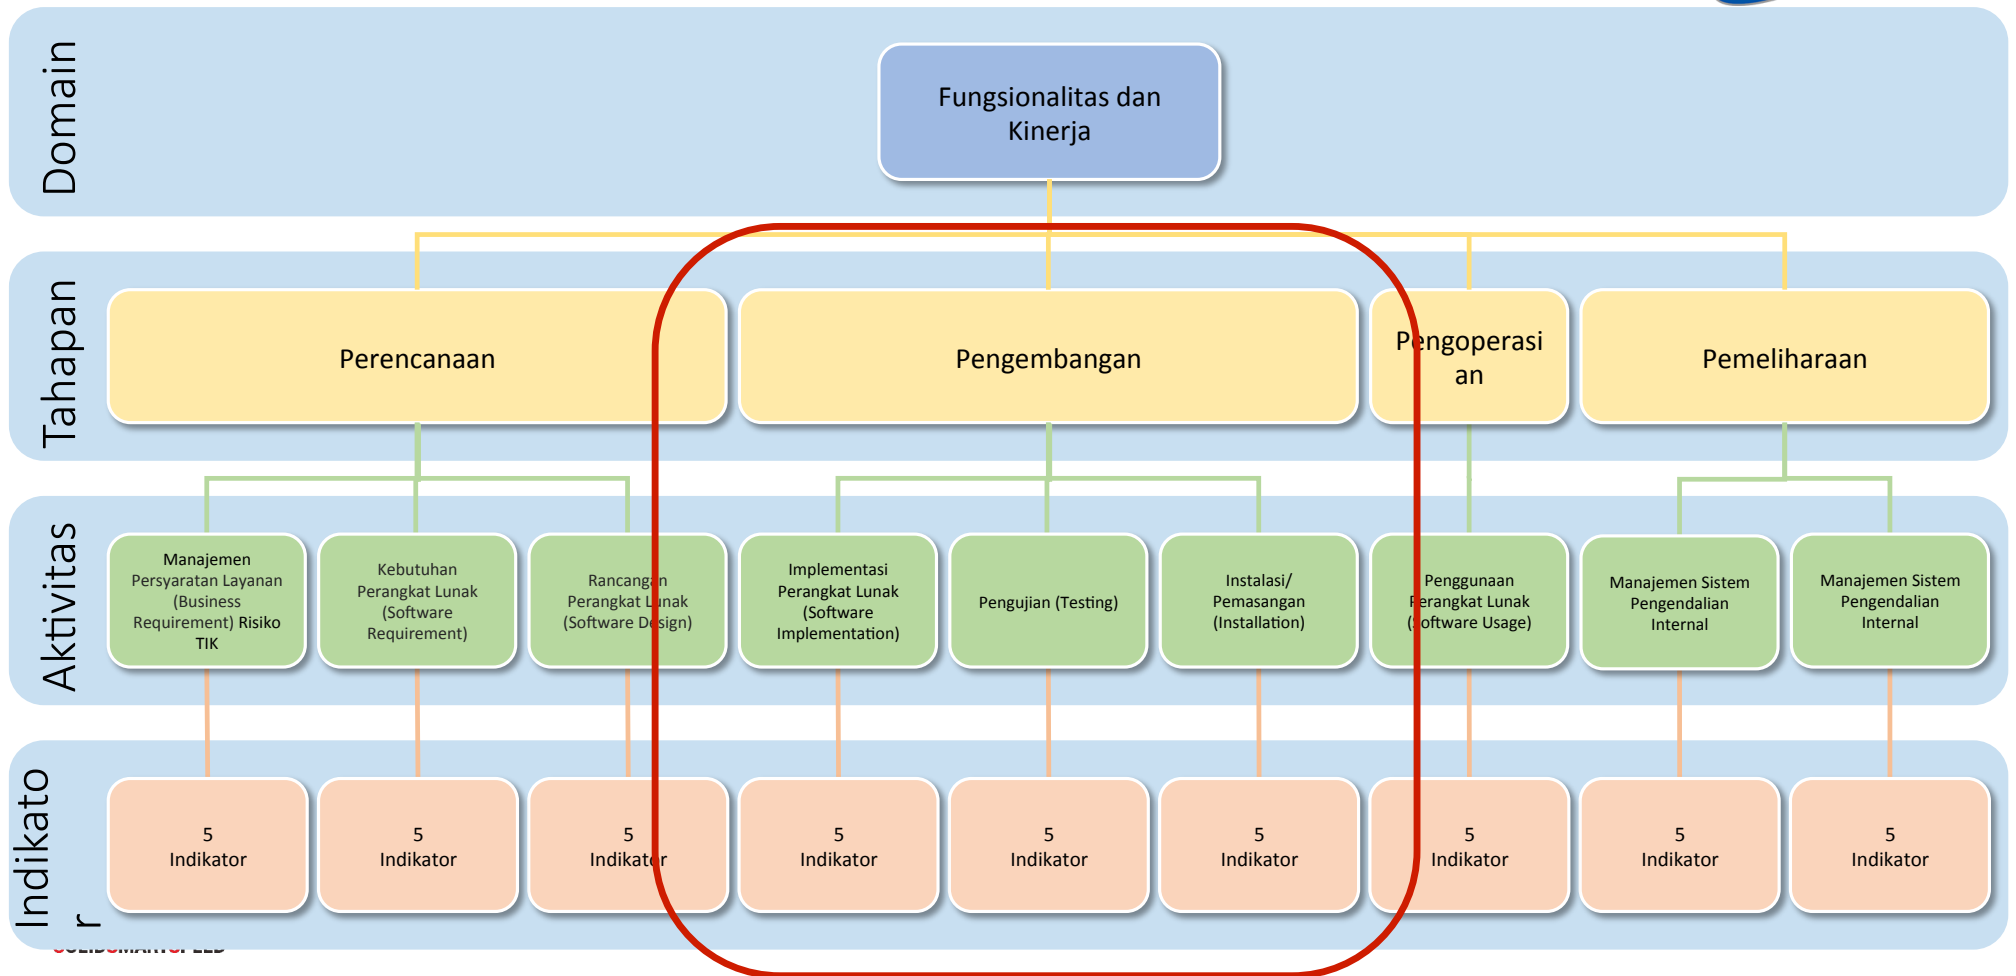 Domain
Fungsionalitas dan
Kinerja
Tahapan
Perencanaan
Pengembangan
Pengoperasi
an
Pemeliharaan
Aktivitas
Manajemen
Persyaratan Layanan
(Business
Requirement) Risiko
TIK
Kebutuhan
Perangkat Lunak
(Software
Requirement)
Rancangan
Perangkat Lunak
(Software Design)
Implementasi
Perangkat Lunak
(Software
Implementation)
Pengujian (Testing)
Instalasi/
Pemasangan
(Installation)
Penggunaan
Perangkat Lunak
(Software Usage)
Manajemen Sistem
Pengendalian
Internal
Manajemen Sistem
Pengendalian
Internal
Indikato
r
5
Indikator
5
Indikator
5
Indikator
5
Indikator
5
Indikator
5
Indikator
5
Indikator
5
Indikator
5
Indikator